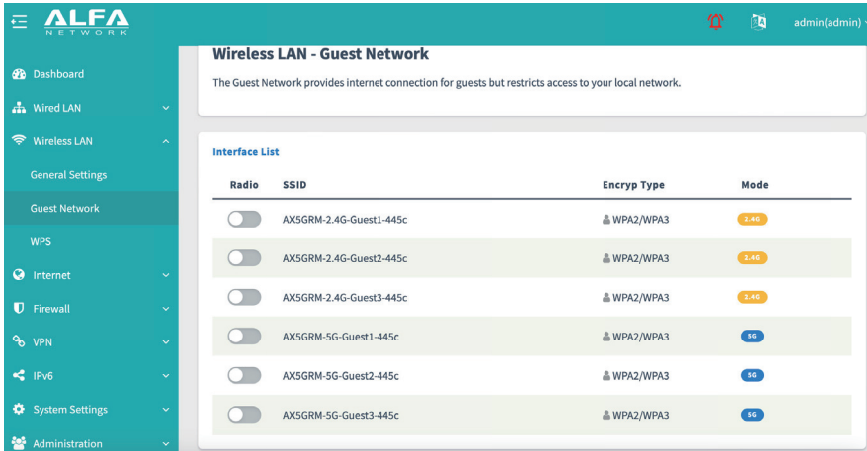 ALFA
NETWORK
admin(admin)
Dashboard
Wired LAN
Wireless LAN
General Settings
Guest Network
WPS
Internet
Firewall
VPN
IPv6
System Settings
Administration
Wireless LAN - Guest Network
The Guest Network provides internet connection for guests but restricts access to your local network.
Interface List
Radio SSID Encryp Type Mode
AX5GRM-2.4G-Guest1-445c WPA2/WPA3 2.4G
AX5GRM-2.4G-Guest2-445c WPA2/WPA3 2.4G
AX5GRM-2.4G-Guest3-445c WPA2/WPA3 2.4G
AX5GRM-5G-Guest1-445c WPA2/WPA3 5G
AX5GRM-5G-Guest2-445c WPA2/WPA3 5G
AX5GRM-5G-Guest3-445c WPA2/WPA3 5G